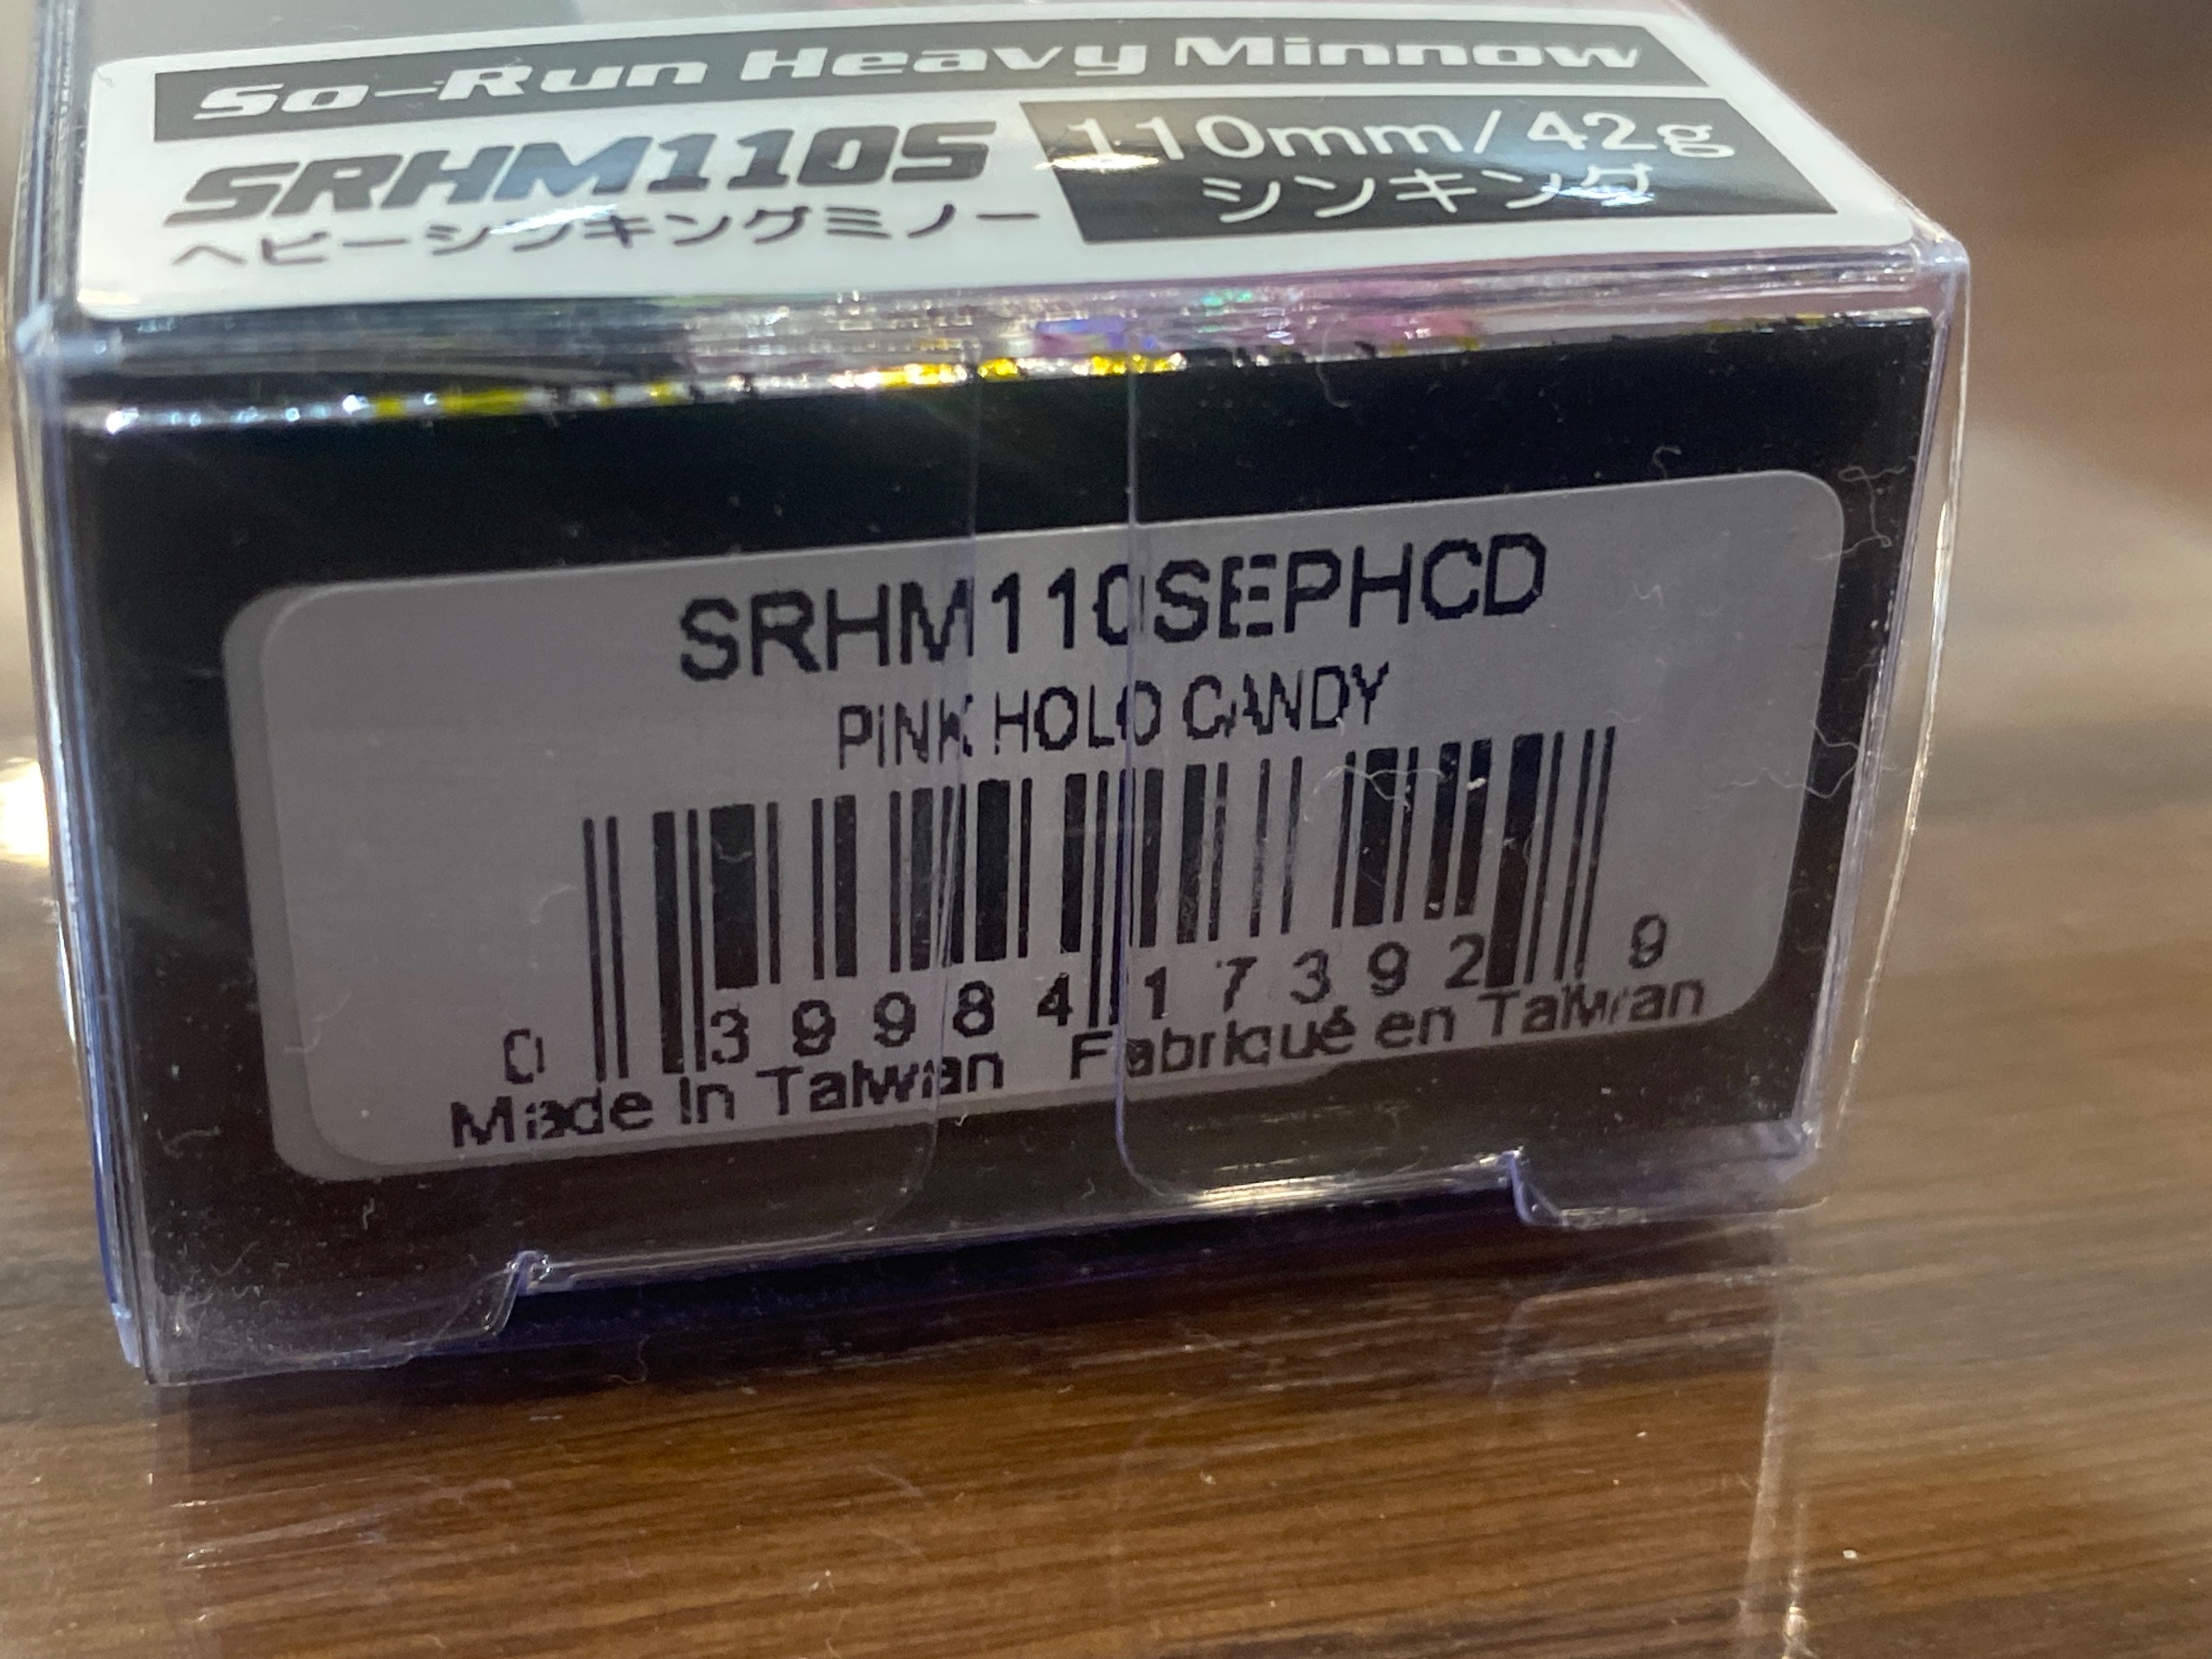 So-Run Heavy Minnow
SRHM110S
110mm/42g
ヘビーシンキングミノー
シンキング
SRHM110SEPHCD
PINK HOLO CANDY
0 39984 17392 9
Made In Taiwan Fabriqué en Taiwan